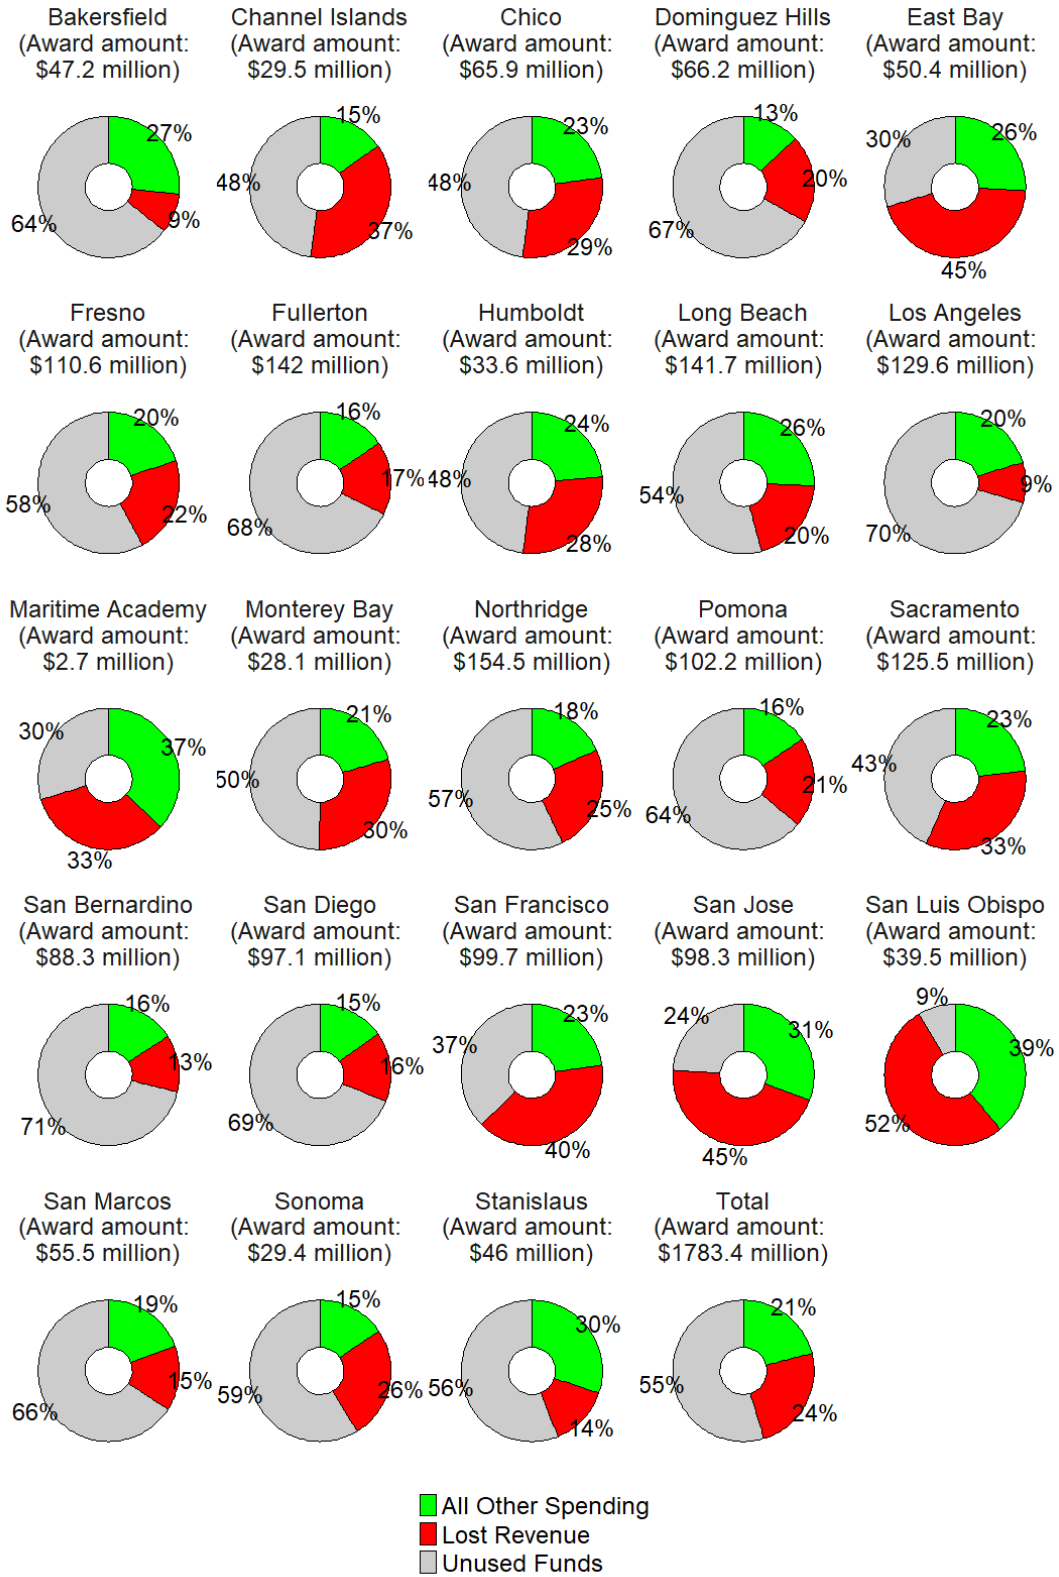 Bakersfield
(Award amount:
$47.2 million)
27%
9%
64%
Channel Islands
(Award amount:
$29.5 million)
15%
37%
48%
Chico
(Award amount:
$65.9 million)
23%
29%
48%
Dominguez Hills
(Award amount:
$66.2 million)
13%
20%
67%
East Bay
(Award amount:
$50.4 million)
26%
45%
30%
Fresno
(Award amount:
$110.6 million)
20%
22%
58%
Fullerton
(Award amount:
$142 million)
16%
17%
68%
Humboldt
(Award amount:
$33.6 million)
24%
28%
48%
Long Beach
(Award amount:
$141.7 million)
26%
20%
54%
Los Angeles
(Award amount:
$129.6 million)
20%
9%
70%
Maritime Academy
(Award amount:
$2.7 million)
37%
33%
30%
Monterey Bay
(Award amount:
$28.1 million)
21%
30%
50%
Northridge
(Award amount:
$154.5 million)
18%
25%
57%
Pomona
(Award amount:
$102.2 million)
16%
21%
64%
Sacramento
(Award amount:
$125.5 million)
23%
33%
43%
San Bernardino
(Award amount:
$88.3 million)
16%
13%
71%
San Diego
(Award amount:
$97.1 million)
15%
16%
69%
San Francisco
(Award amount:
$99.7 million)
23%
40%
37%
San Jose
(Award amount:
$98.3 million)
31%
45%
24%
San Luis Obispo
(Award amount:
$39.5 million)
39%
52%
9%
San Marcos
(Award amount:
$55.5 million)
19%
15%
66%
Sonoma
(Award amount:
$29.4 million)
15%
26%
59%
Stanislaus
(Award amount:
$46 million)
30%
14%
56%
Total
(Award amount:
$1783.4 million)
21%
24%
55%
All Other Spending
Lost Revenue
Unused Funds